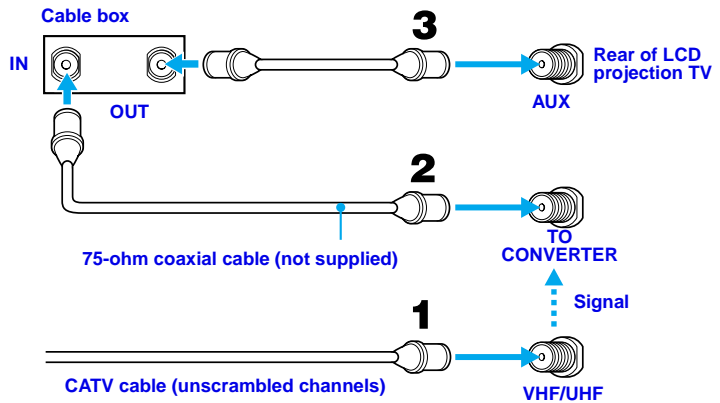 Cable box
3
IN
Rear of LCD
projection TV
OUT
AUX
2
TO
CONVERTER
75-ohm coaxial cable (not supplied)
Signal
1
CATV cable (unscrambled channels)
VHF/UHF